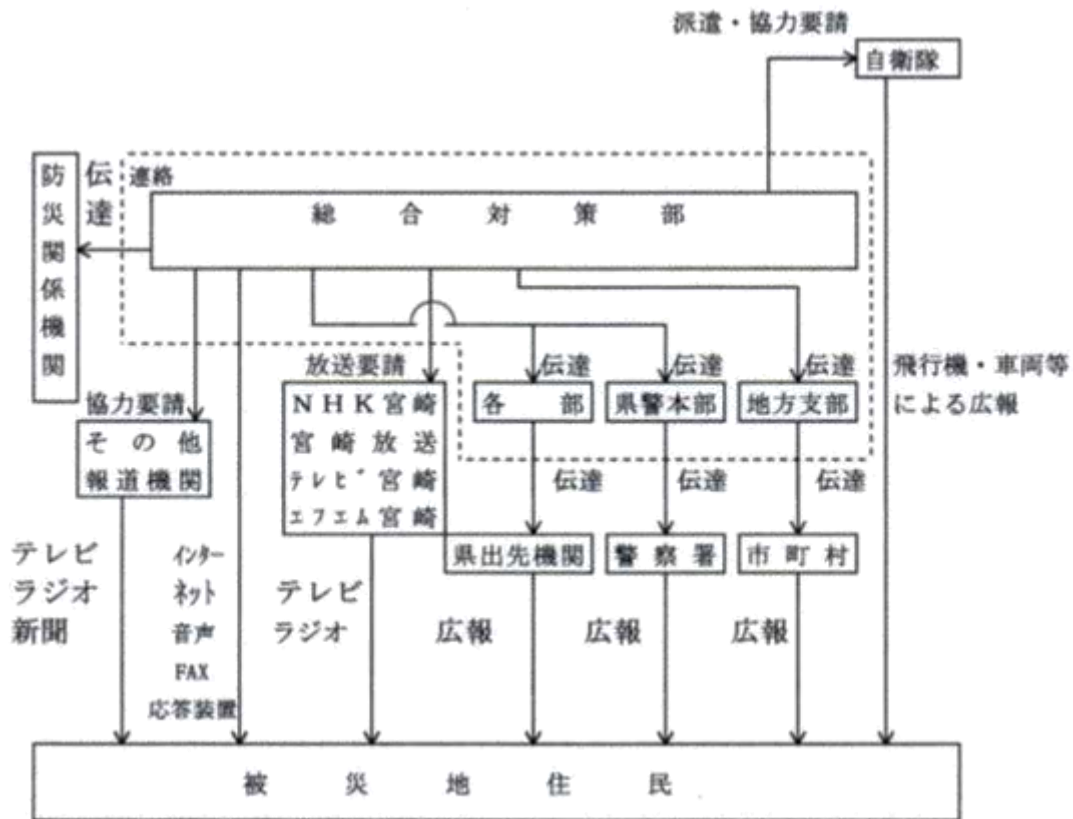 派遣・協力要請
自衛隊
防災関係機関
伝達
連絡
総合対策部
放送要請
伝達
伝達
伝達
飛行機・車両等
による広報
協力要請
その他
報道機関
NHK宮崎
宮崎放送
テレビ宮崎
エフエム宮崎
各部
県警本部
地方支部
伝達
伝達
伝達
県出先機関
警察署
市町村
テレビ
ラジオ
新聞
インター
ネット
音声
FAX
応答装置
テレビ
ラジオ
広報
広報
広報
被災地住民